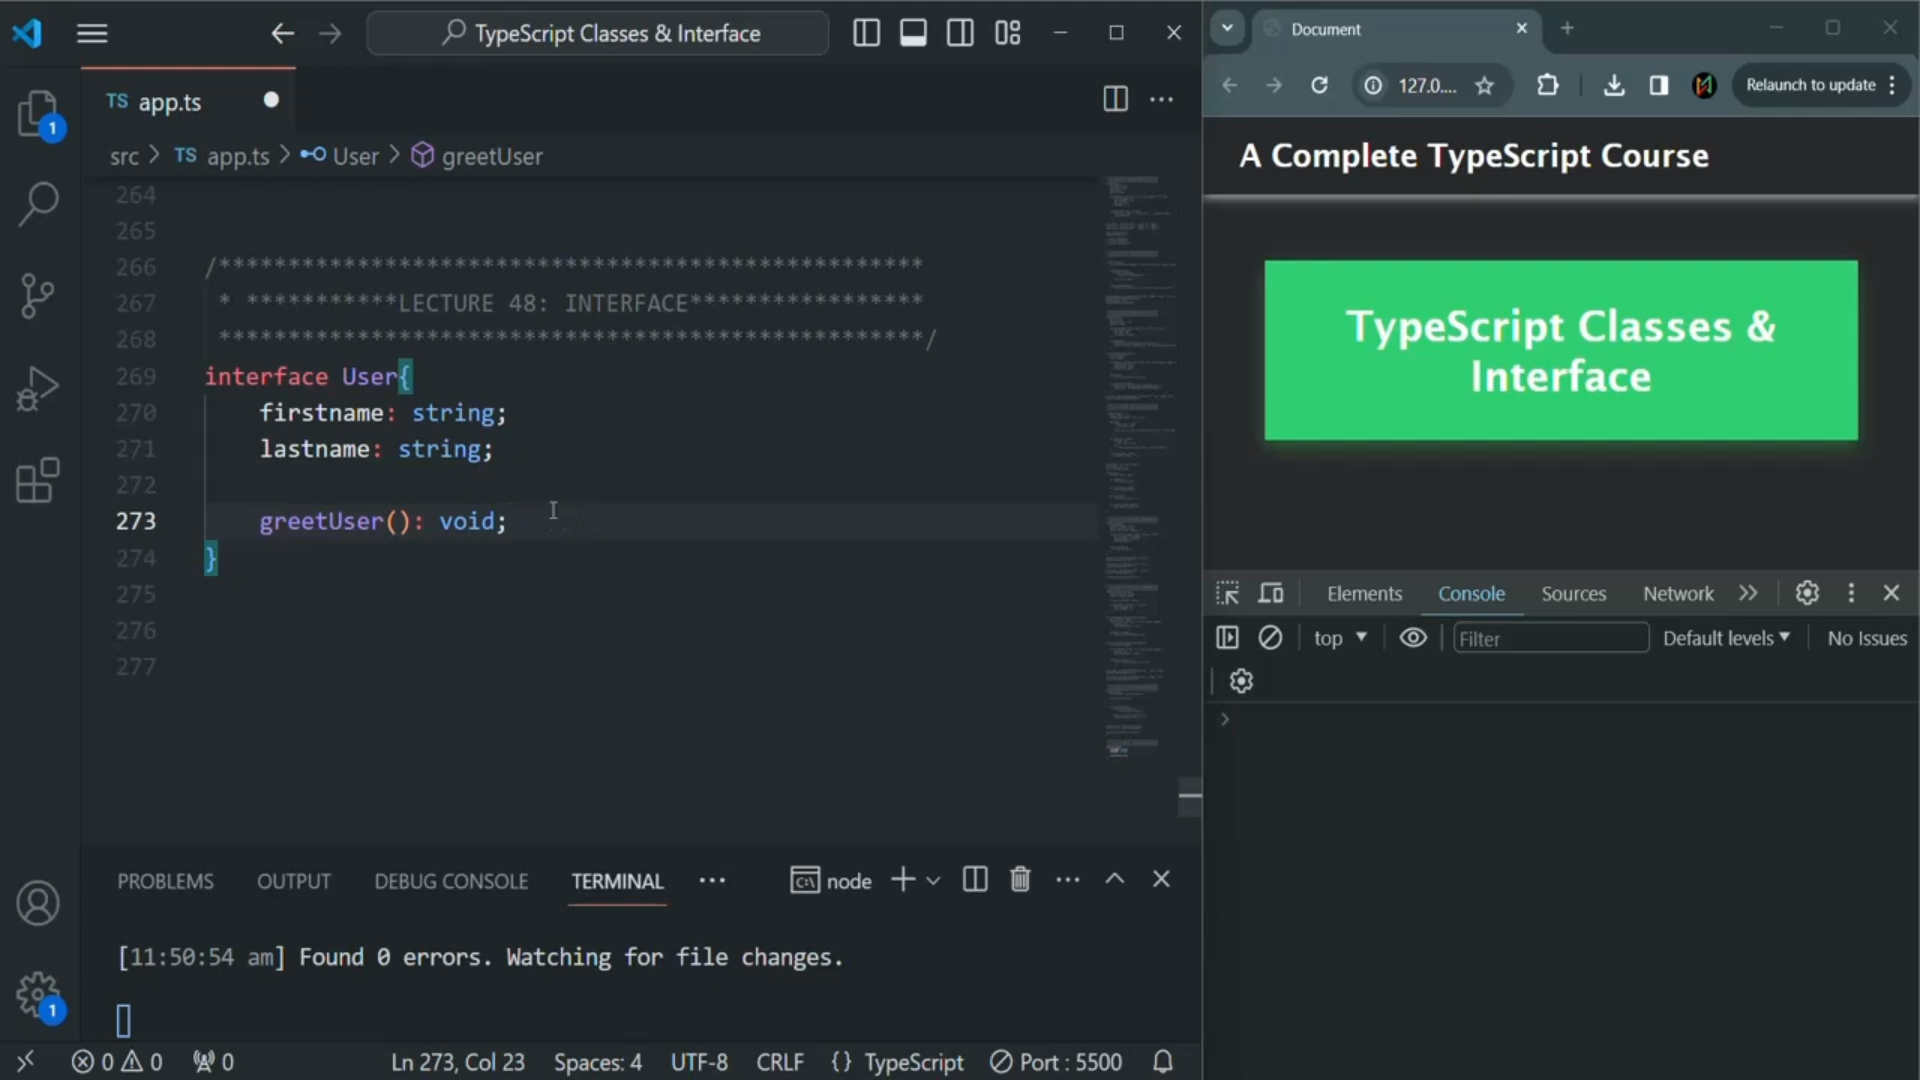 TypeScript Classes & Interface
TS app.ts
src > TS app.ts > User > greetUser
264
265
266 /***************************************************
267 * ***********LECTURE 48: INTERFACE*****************
268 ***************************************************/
269 interface User{
270 firstname: string;
271 lastname: string;
272
273 greetUser(): void;
274 }
275
276
277
PROBLEMS OUTPUT DEBUG CONSOLE TERMINAL ... node
[11:50:54 am] Found 0 errors. Watching for file changes.
1
1
0 0 0 Ln 273, Col 23 Spaces: 4 UTF-8 CRLF {} TypeScript Port : 5500
Document
127.0.... Relaunch to update
A Complete TypeScript Course
TypeScript Classes &
Interface
Elements Console Sources Network
top Filter Default levels No Issues